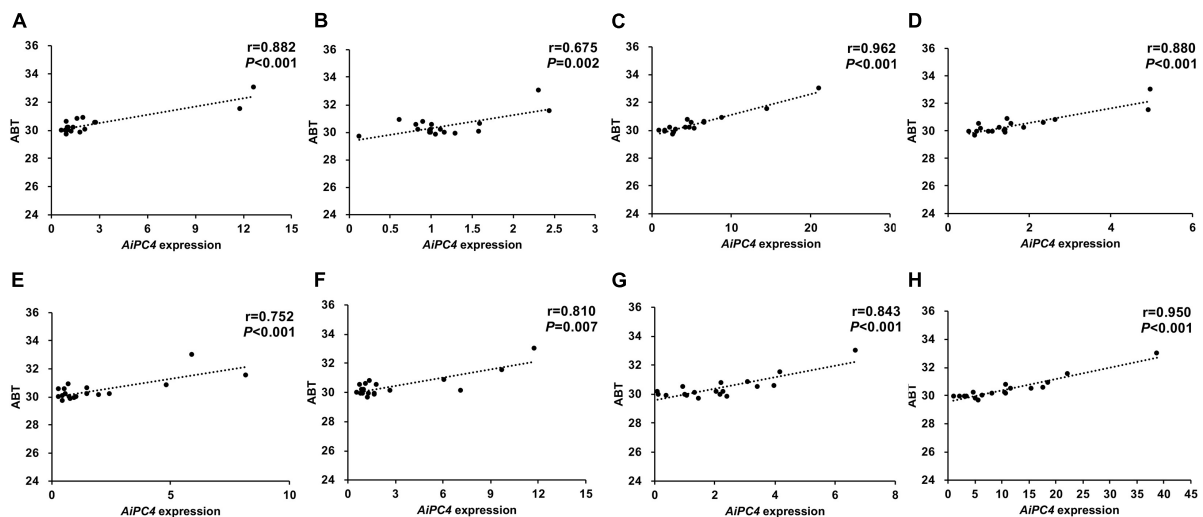 A
r=0.882
P<0.001
36
34
32
30
28
26
24
ABT
0 3 6 9 12 15
AiPC4 expression
B
r=0.675
P=0.002
36
34
32
30
28
26
24
ABT
0 0.5 1 1.5 2 2.5 3
AiPC4 expression
C
r=0.962
P<0.001
36
34
32
30
28
26
24
ABT
0 10 20 30
AiPC4 expression
D
r=0.880
P<0.001
36
34
32
30
28
26
24
ABT
0 2 4 6
AiPC4 expression
E
r=0.752
P<0.001
36
34
32
30
28
26
24
ABT
0 5 10
AiPC4 expression
F
r=0.810
P=0.007
36
34
32
30
28
26
24
ABT
0 3 6 9 12 15
AiPC4 expression
G
r=0.843
P<0.001
36
34
32
30
28
26
24
ABT
0 2 4 6 8
AiPC4 expression
H
r=0.950
P<0.001
36
34
32
30
28
26
24
ABT
0 5 10 15 20 25 30 35 40 45
AiPC4 expression